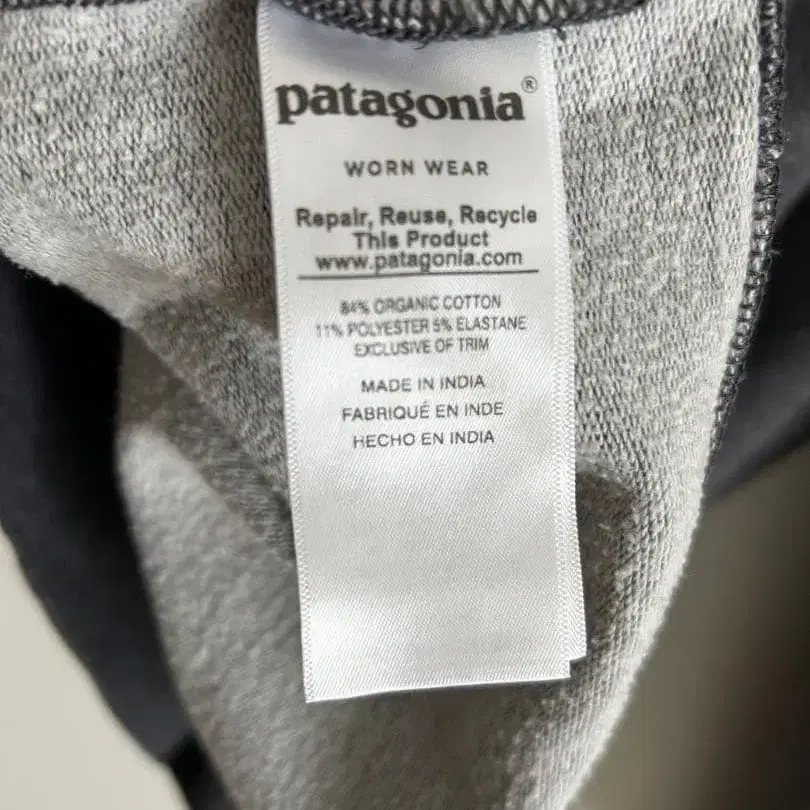 patagonia®
WORN WEAR
Repair, Reuse, Recycle
This Product
www.patagonia.com
84% ORGANIC COTTON
11% POLYESTER 5% ELASTANE
EXCLUSIVE OF TRIM
MADE IN INDIA
FABRIQUÉ EN INDE
HECHO EN INDIA